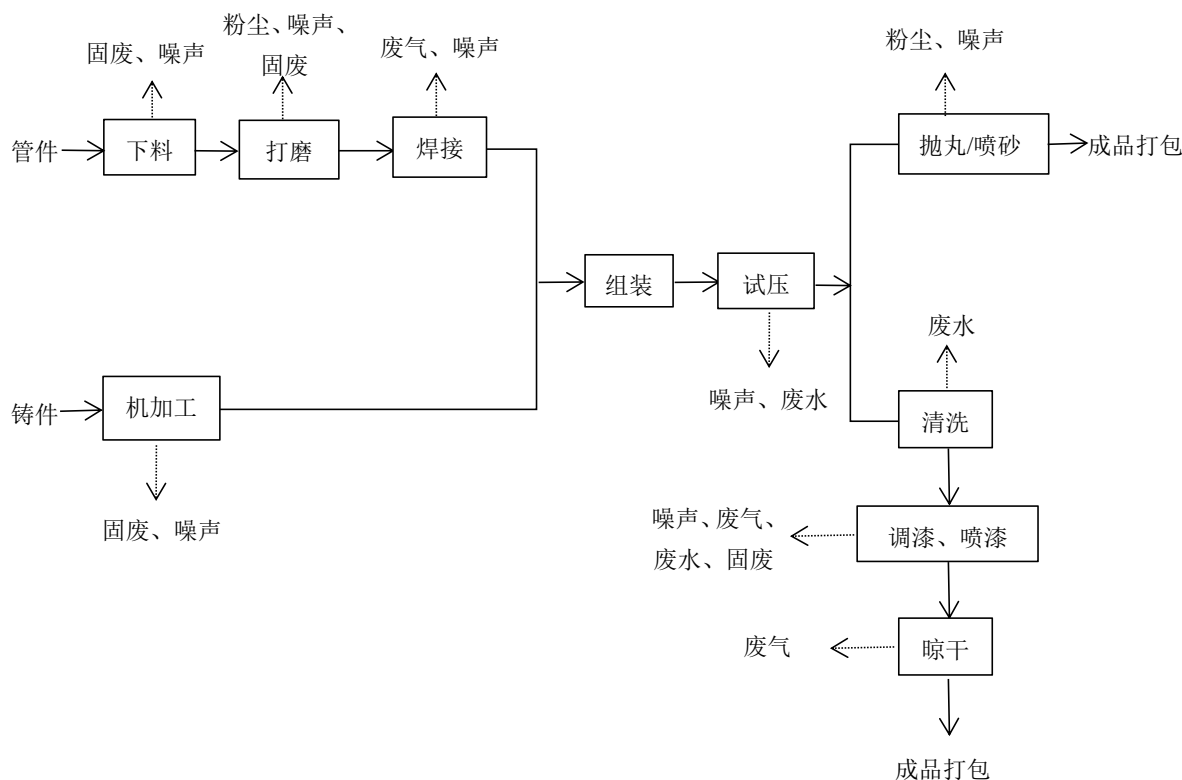 粉尘、噪声、
固废
固废、噪声
废气、噪声
粉尘、噪声
管件
下料
打磨
焊接
抛丸/喷砂
成品打包
组装
试压
废水
噪声、废水
铸件
机加工
清洗
固废、噪声
噪声、废气、
废水、固废
调漆、喷漆
废气
晾干
成品打包